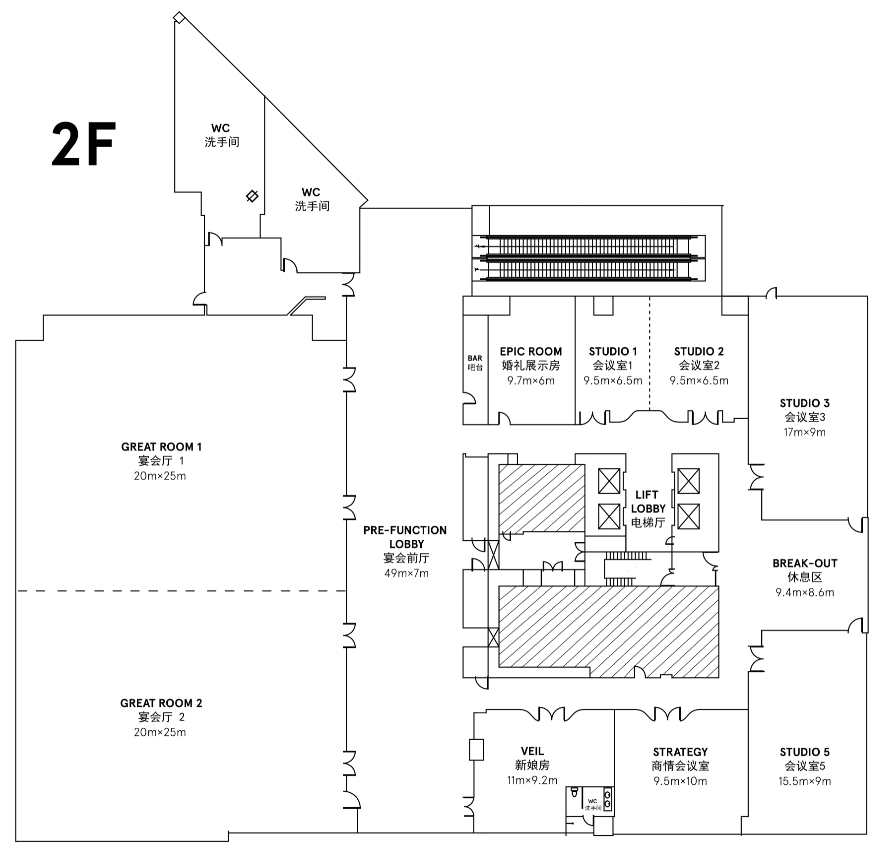 2F
WC
洗手间
WC
洗手间
BAR
吧台
EPIC ROOM
婚礼展示房
9.7m×6m
STUDIO 1
会议室1
9.5m×6.5m
STUDIO 2
会议室2
9.5m×6.5m
STUDIO 3
会议室3
17m×9m
GREAT ROOM 1
宴会厅 1
20m×25m
PRE-FUNCTION
LOBBY
宴会前厅
49m×7m
LIFT
LOBBY
电梯厅
BREAK-OUT
休息区
9.4m×8.6m
GREAT ROOM 2
宴会厅 2
20m×25m
VEIL
新娘房
11m×9.2m
WC
洗手间
STRATEGY
商情会议室
9.5m×10m
STUDIO 5
会议室5
15.5m×9m